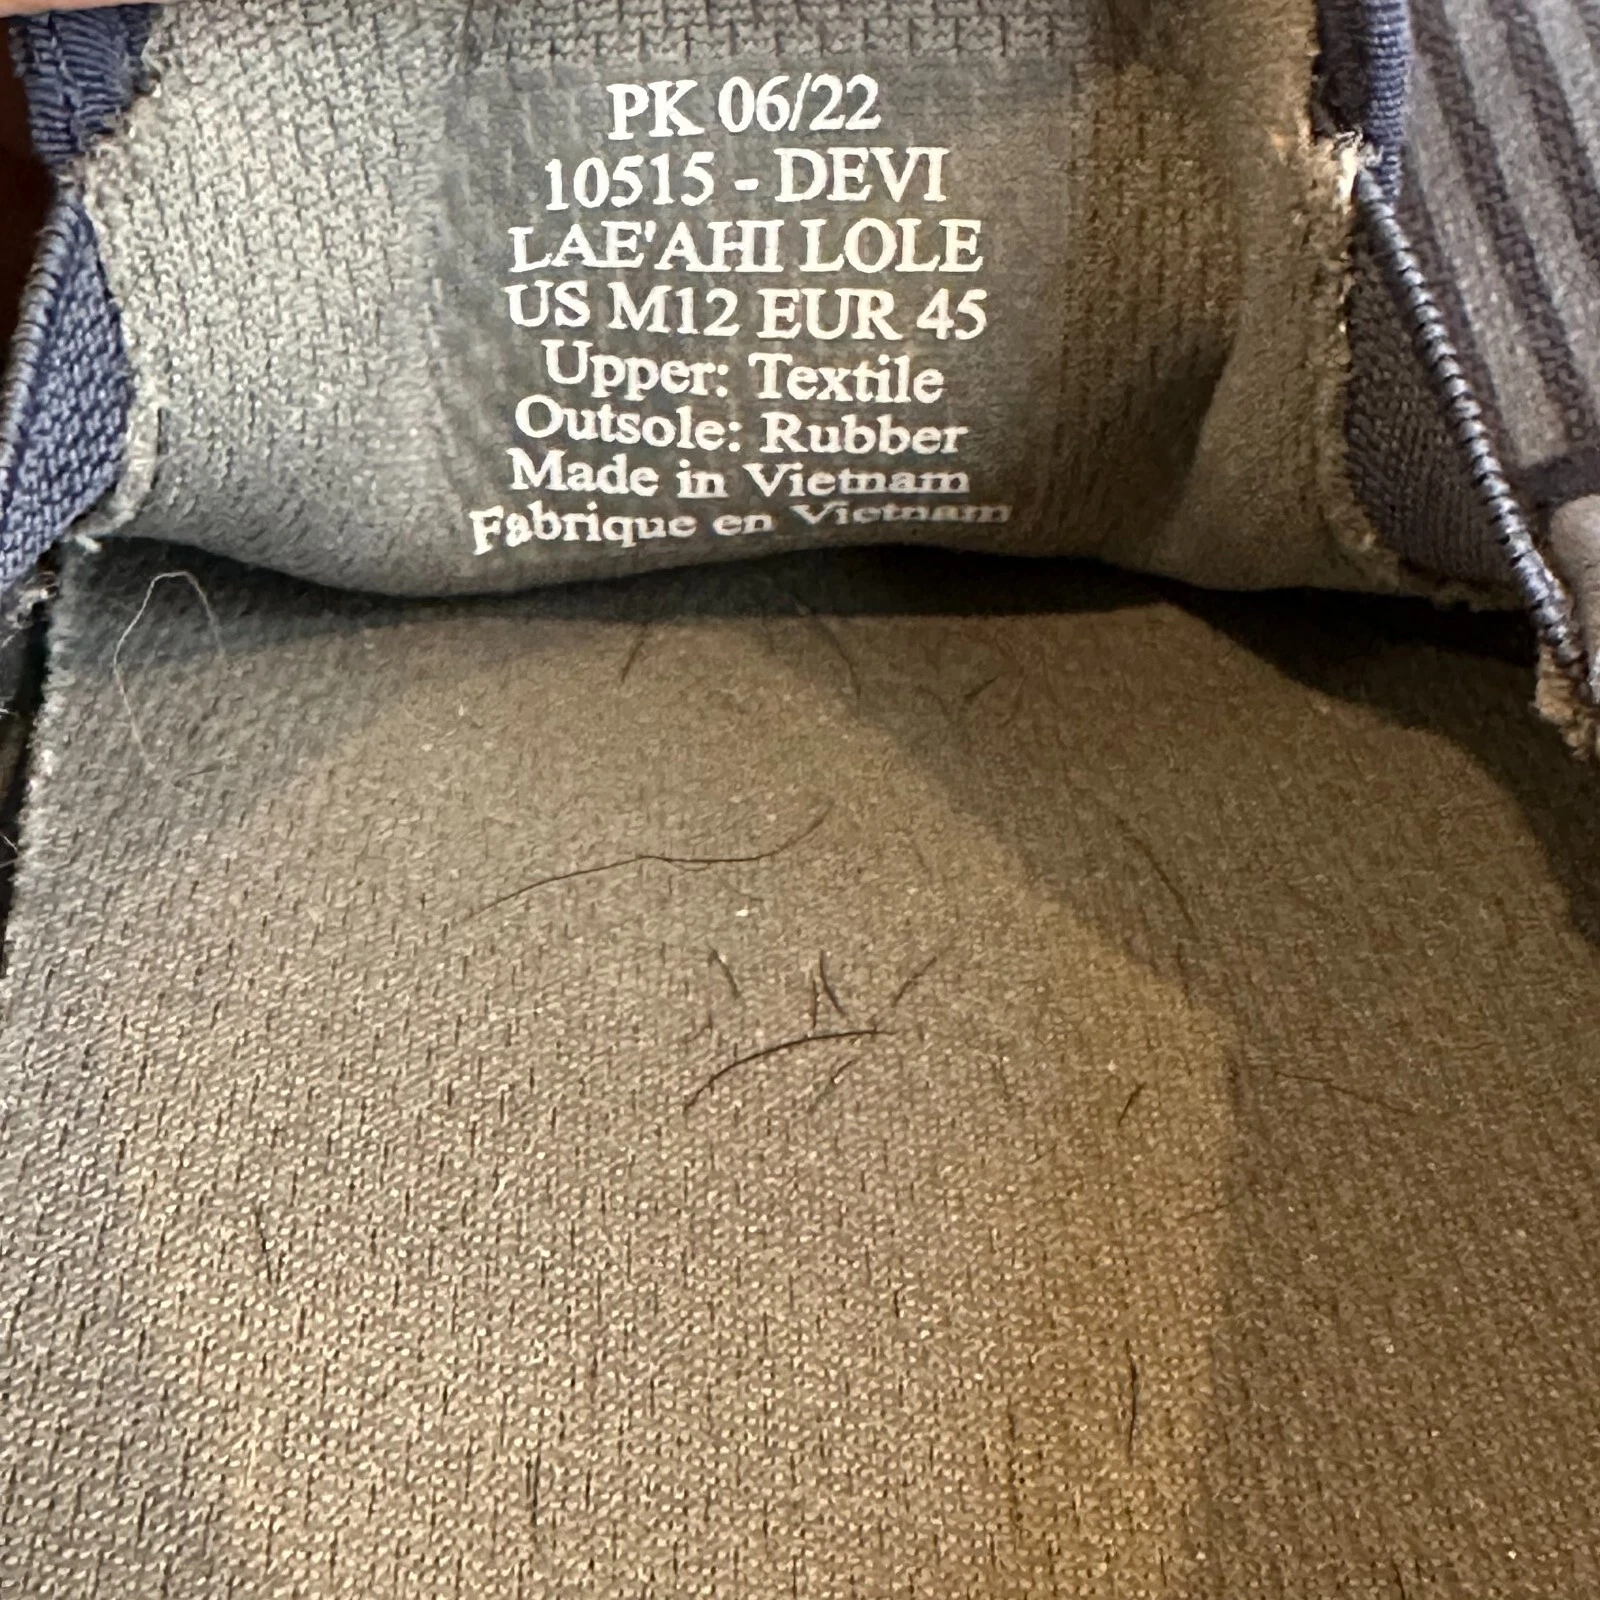 PK 06/22
10515 - DEVI
LAE'AHI LOLE
US M12 EUR 45
Upper: Textile
Outsole: Rubber
Made in Vietnam
Fabrique en Vietnam